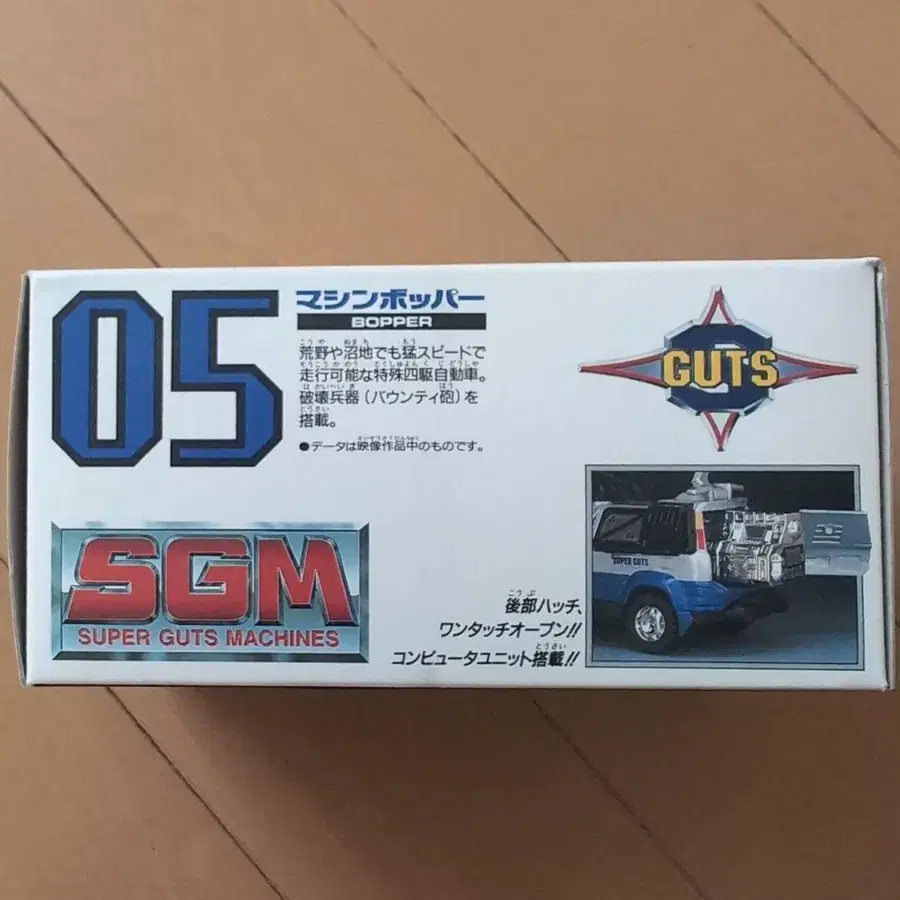 05
マシンボッパー
BOPPER
荒野や沼地でも猛スピードで
走行可能な特殊四駆自動車。
破壊兵器(バウンティ砲)を
搭載。
●データは映像作品中のものです。
GUTS
SGM
SUPER GUTS MACHINES
SUPER GUTS
後部ハッチ、
ワンタッチオープン!!
コンピュータユニット搭載!!